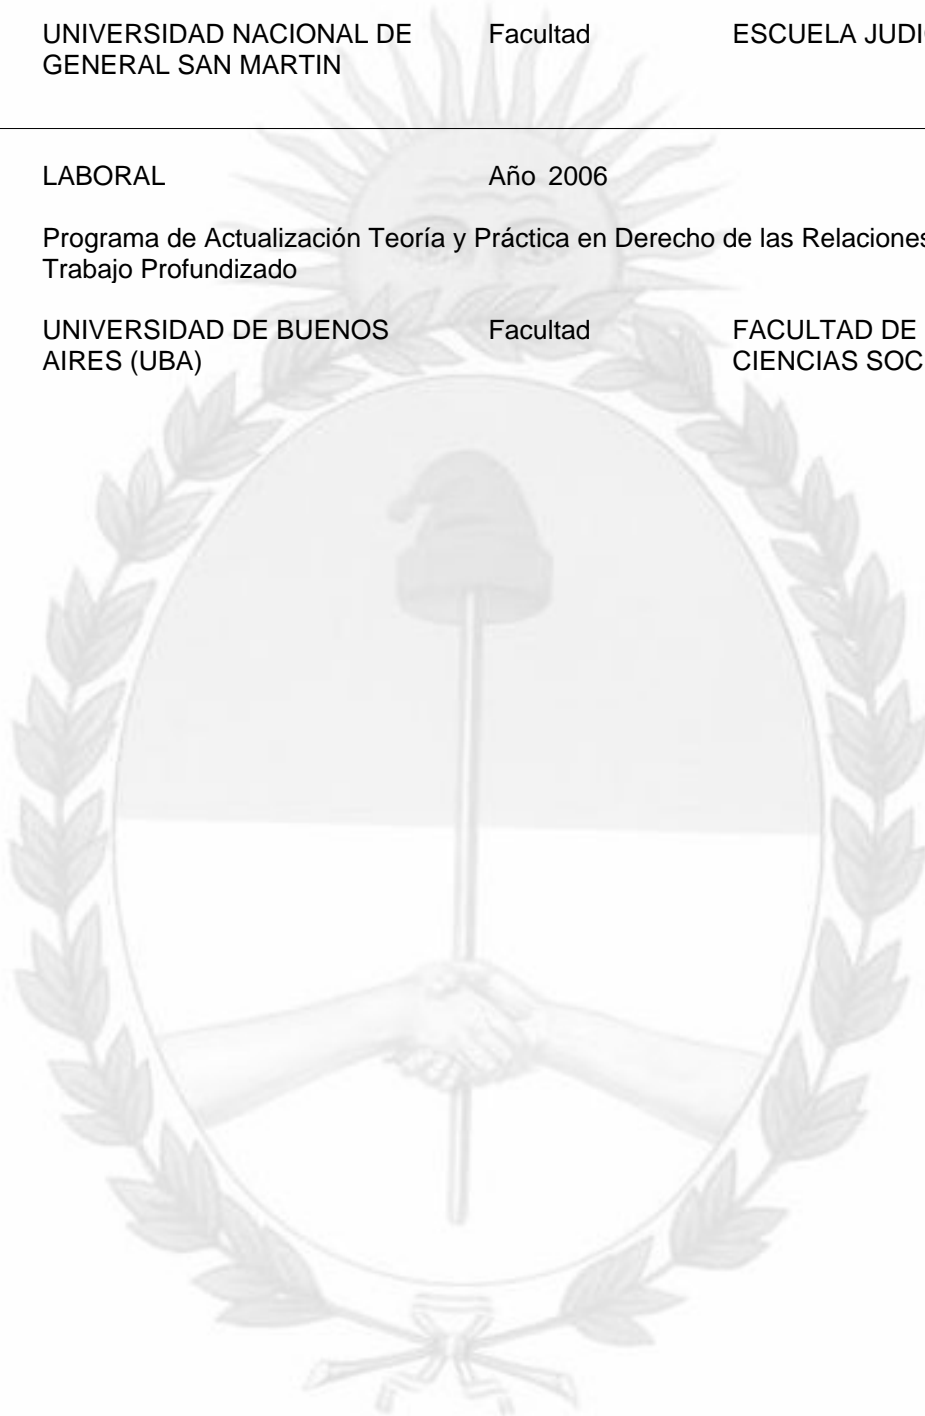 UNIVERSIDAD NACIONAL DE Facultad ESCUELA
GENERAL SAN MARTIN
LABORAL Año 2006
Programa de Actualización Teoría y Práctica en Derecho de las Relaciones
Trabajo Profundizado
UNIVERSIDAD DE BUENOS Facultad FACULTAD DE
AIRES (UBA) CIENCIAS